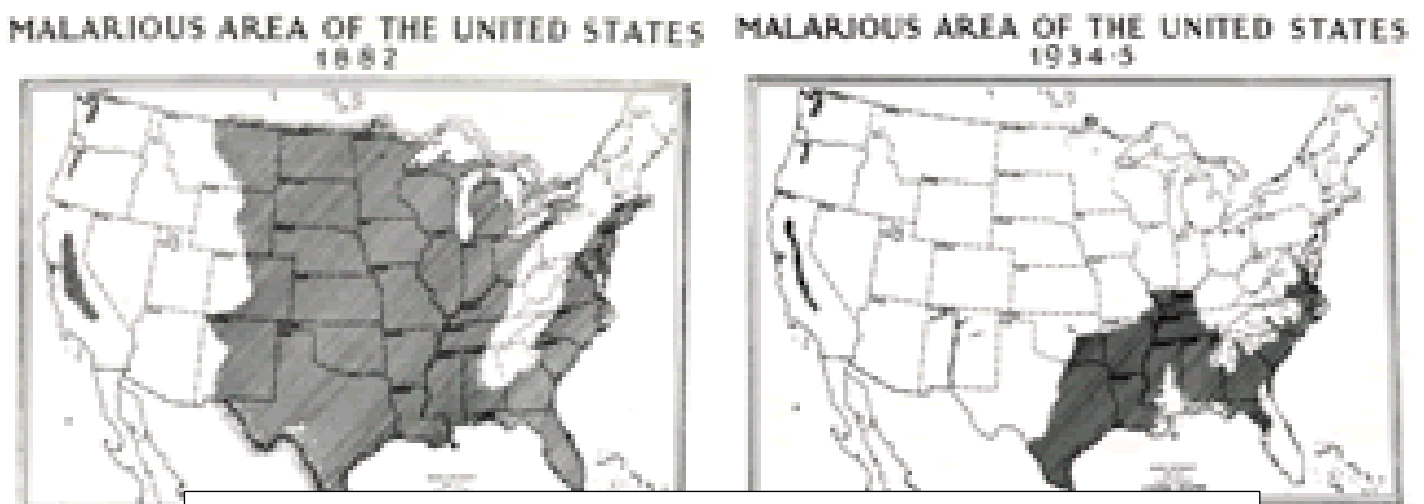 MALARIOUS AREA OF THE UNITED STATES
1882
MALARIOUS AREA OF THE UNITED STATES
1934-5